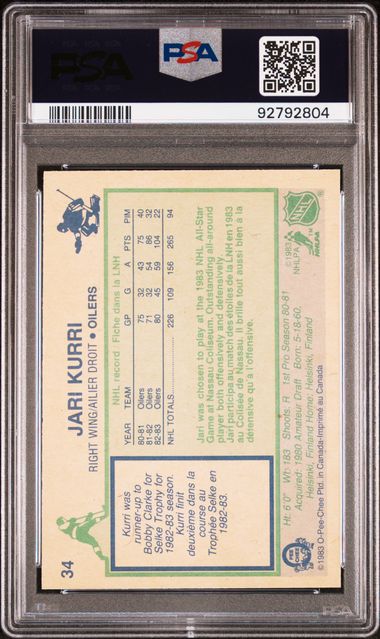 PSA
PSA
92792804
34
JARI KURRI
RIGHT WING/AILIER DROIT • OILERS
Kurri was
runner-up to
Bobby Clarke for
Selke Trophy for
1982-83 season.
Kurri finit
deuxième dans la
course au
Trophée Selke en
1982-83.
NHL record Fiche dans la LNH
YEAR TEAM GP G A PTS PIM
80-81 Oilers 75 32 43 75 40
81-82 Oilers 71 32 54 86 32
82-83 Oilers 80 45 59 104 22
NHL TOTALS 226 109 156 265 94
Jari was chosen to play at the 1983 NHL All-Star
Game at Nassau Coliseum. Outstanding all-around
player both offensively and defensively.
Jari participa au match des étoiles de la LNH en 1983
au Colisée de Nassau. Il brille tout aussi bien à la
défensive qu'à l'offensive.
NHL
©1983
NHLPA
NHLPA
O-PEE-CHEE
Ht: 6'0" Wt: 183 Shoots: R 1st Pro Season 80-81
Acquired: 1980 Amateur Draft Born: 5-18-60,
Helsinki, Finland Home: Helsinki, Finland
©1983 O-Pee-Chee Ptd. in Canada-Imprimé au Canada